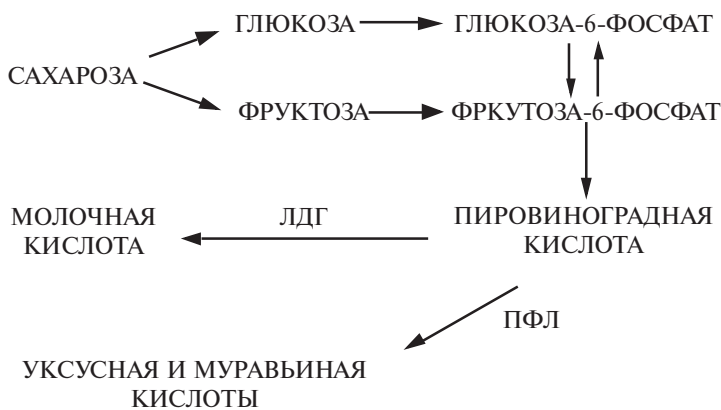 ГЛЮКОЗА
ГЛЮКОЗА-6-ФОСФАТ
САХАРОЗА
ФРУКТОЗА
ФРКУТОЗА-6-ФОСФАТ
МОЛОЧНАЯ
КИСЛОТА
ЛДГ
ПИРОВИНОГРАДНАЯ
КИСЛОТА
ПФЛ
УКСУСНАЯ И МУРАВЬИНАЯ
КИСЛОТЫ